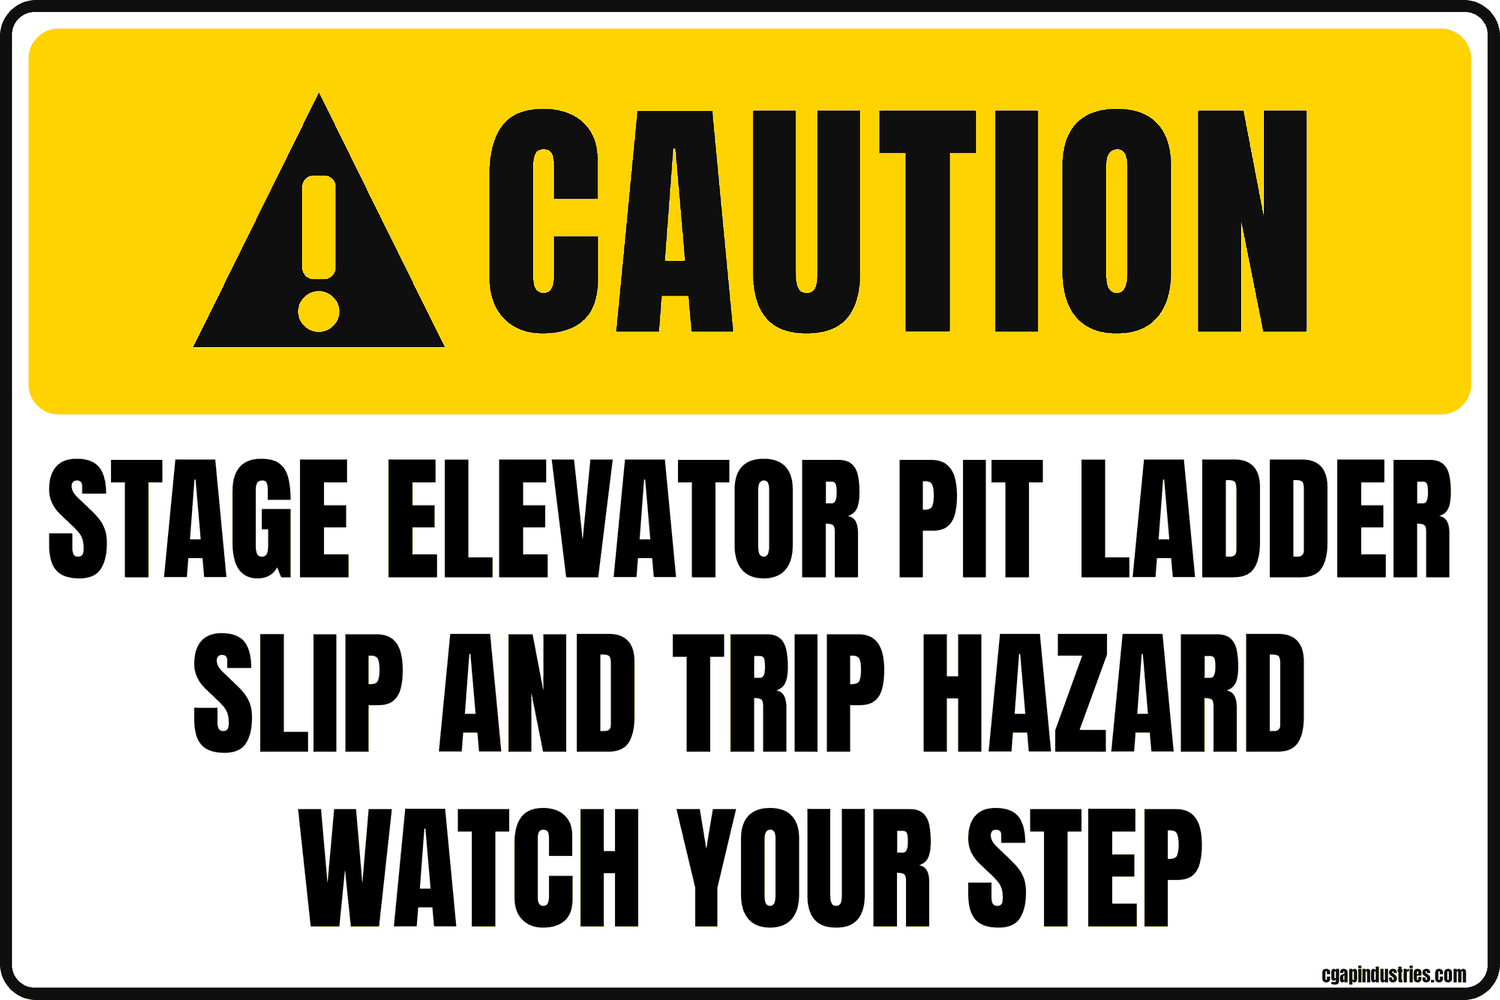 CAUTION
STAGE ELEVATOR PIT LADDER
SLIP AND TRIP HAZARD
WATCH YOUR STEP
cgapindustries.com